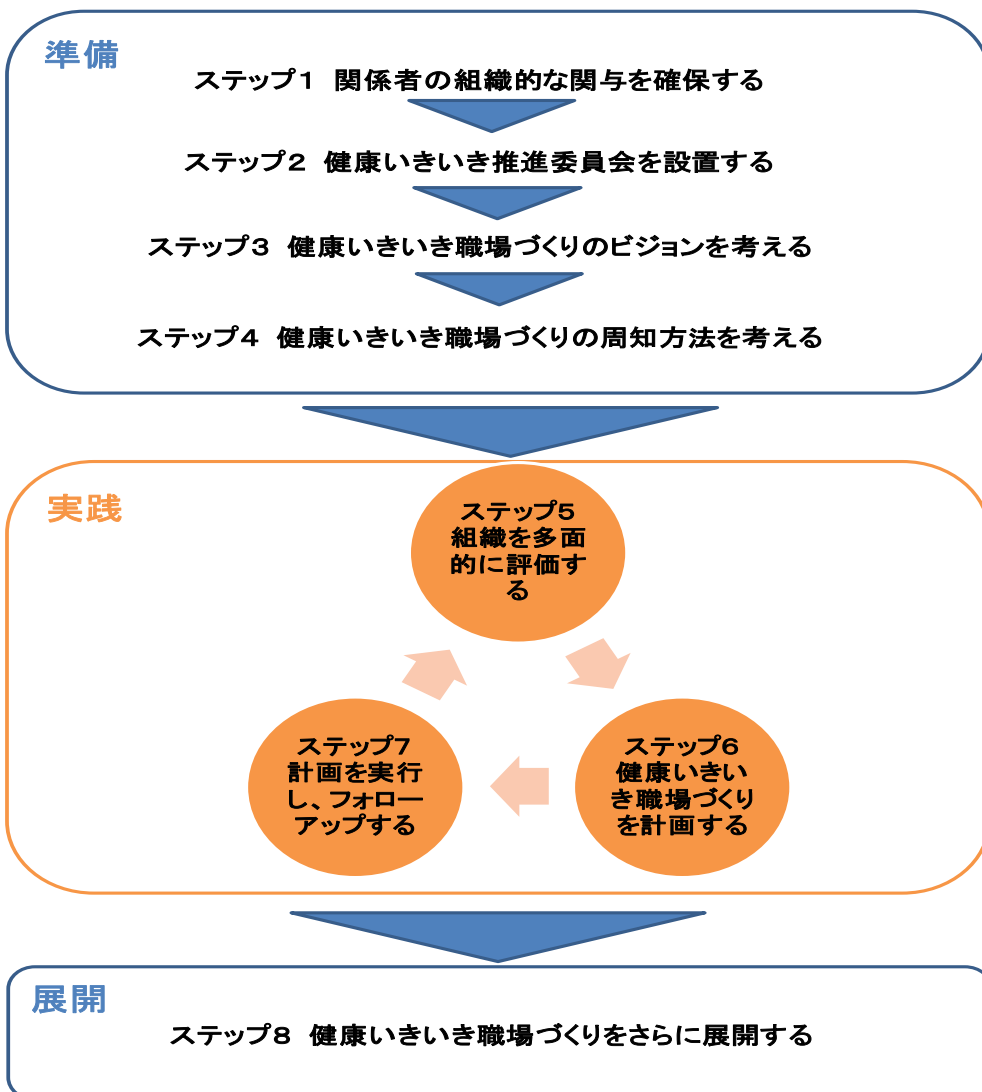 準備
ステップ1 関係者の組織的な関与を確保する
ステップ2 健康いきいき推進委員会を設置する
ステップ3 健康いきいき職場づくりのビジョンを考える
ステップ4 健康いきいき職場づくりの周知方法を考える
実践
ステップ5
組織を多面
的に評価す
る
ステップ6
健康いきい
き職場づくり
を計画する
ステップ7
計画を実行
し、フォロー
アップする
展開
ステップ8 健康いきいき職場づくりをさらに展開する